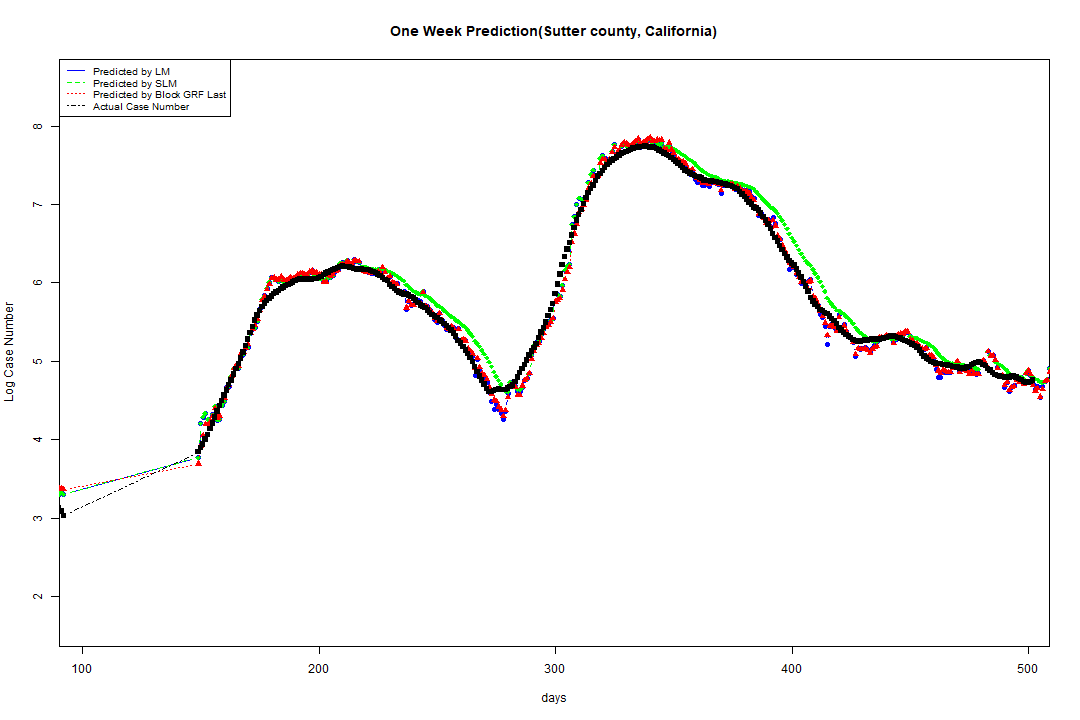 One Week Prediction(Sutter county, California)
Predicted by LM
Predicted by SLM
Predicted by Block GRF Last
Actual Case Number
Log Case Number
8
7
6
5
4
3
2
100 200 300 400 500
days